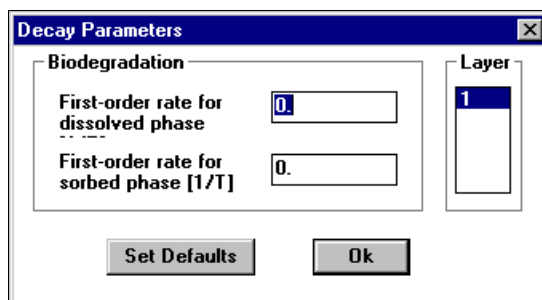 Decay Parameters
Biodegradation
Layer
First-order rate for
dissolved phase
0.
1
First-order rate for
sorbed phase [1/T]
0.
Set Defaults
Ok